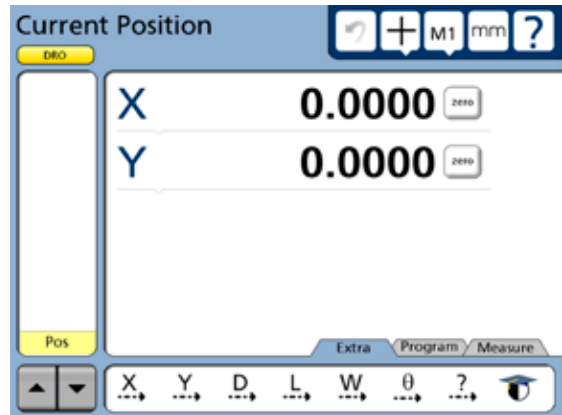 Current Position
M1 mm ?
DRO
X 0.0000 zero
Y 0.0000 zero
Pos
Extra Program Measure
X Y D L W θ ?